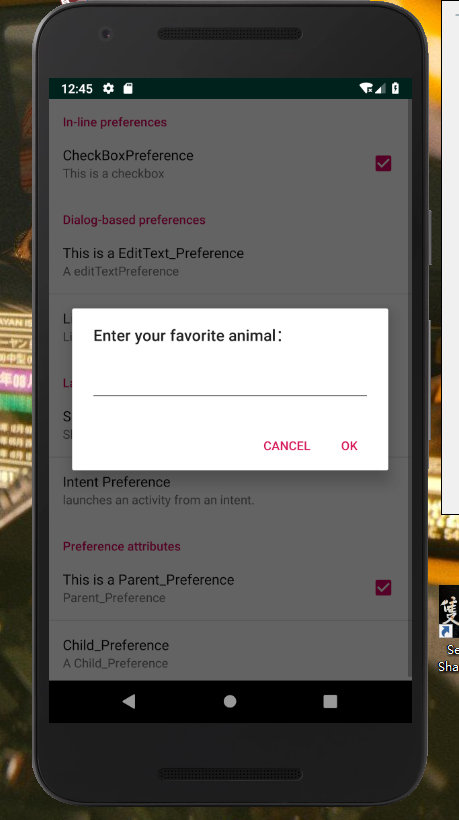 12:45
In-line preferences
CheckBoxPreference
This is a checkbox
Dialog-based preferences
This is a EditText_Preference
A editTextPreference
Enter your favorite animal：
CANCEL
OK
Intent Preference
launches an activity from an intent.
Preference attributes
This is a Parent_Preference
Parent_Preference
Child_Preference
A Child_Preference
Se
Sha